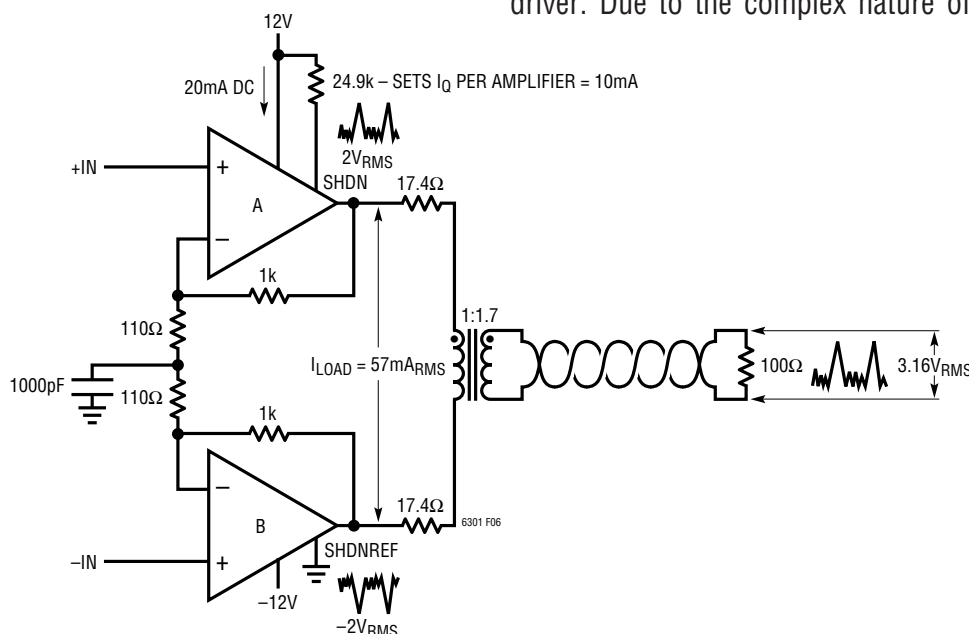 driver. Due to the complex nature of
12V
20mA DC
24.9k – SETS IQ PER AMPLIFIER = 10mA
2VRMS
+IN
+
SHDN
17.4Ω
A
–
1k
110Ω
1:1.7
1000pF
ILOAD = 57mARMS
100Ω
3.16VRMS
110Ω
1k
–
17.4Ω
B
6301 F06
SHDNREF
–IN
+
–12V
–2VRMS